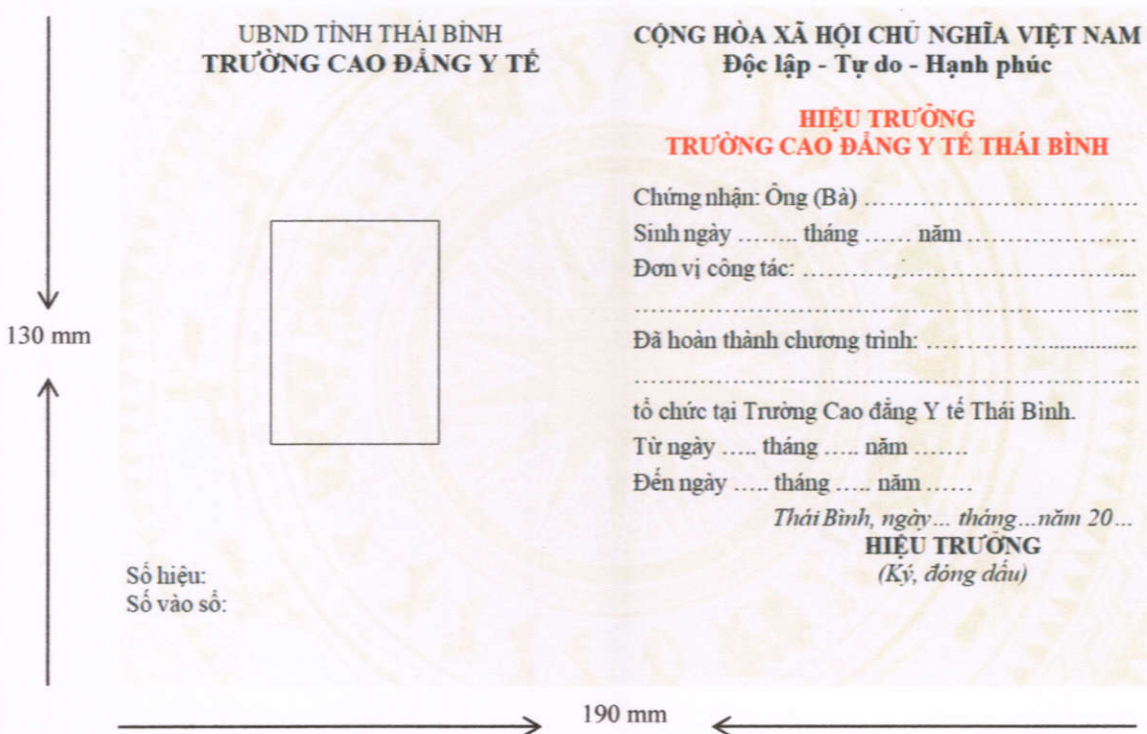 UBND TỈNH THÁI BÌNH
TRƯỜNG CAO ĐẲNG Y TẾ
CỘNG HÒA XÃ HỘI CHỦ NGHĨA VIỆT NAM
Độc lập - Tự do - Hạnh phúc
HIỆU TRƯỞNG
TRƯỜNG CAO ĐẲNG Y TẾ THÁI BÌNH
Chứng nhận: Ông (Bà) ……………………………
Sinh ngày …….. tháng …… năm …………………
Đơn vị công tác: …………,………………………...
……………………………………………………...
Đã hoàn thành chương trình: ……………................
………………………………………………………
tổ chức tại Trường Cao đẳng Y tế Thái Bình.
Từ ngày ….. tháng ….. năm …….
Đến ngày ….. tháng ….. năm ……
Thái Bình, ngày... tháng...năm 20...
HIỆU TRƯỞNG
(Ký, đóng dấu)
Số hiệu:
Số vào sổ:
130 mm
190 mm